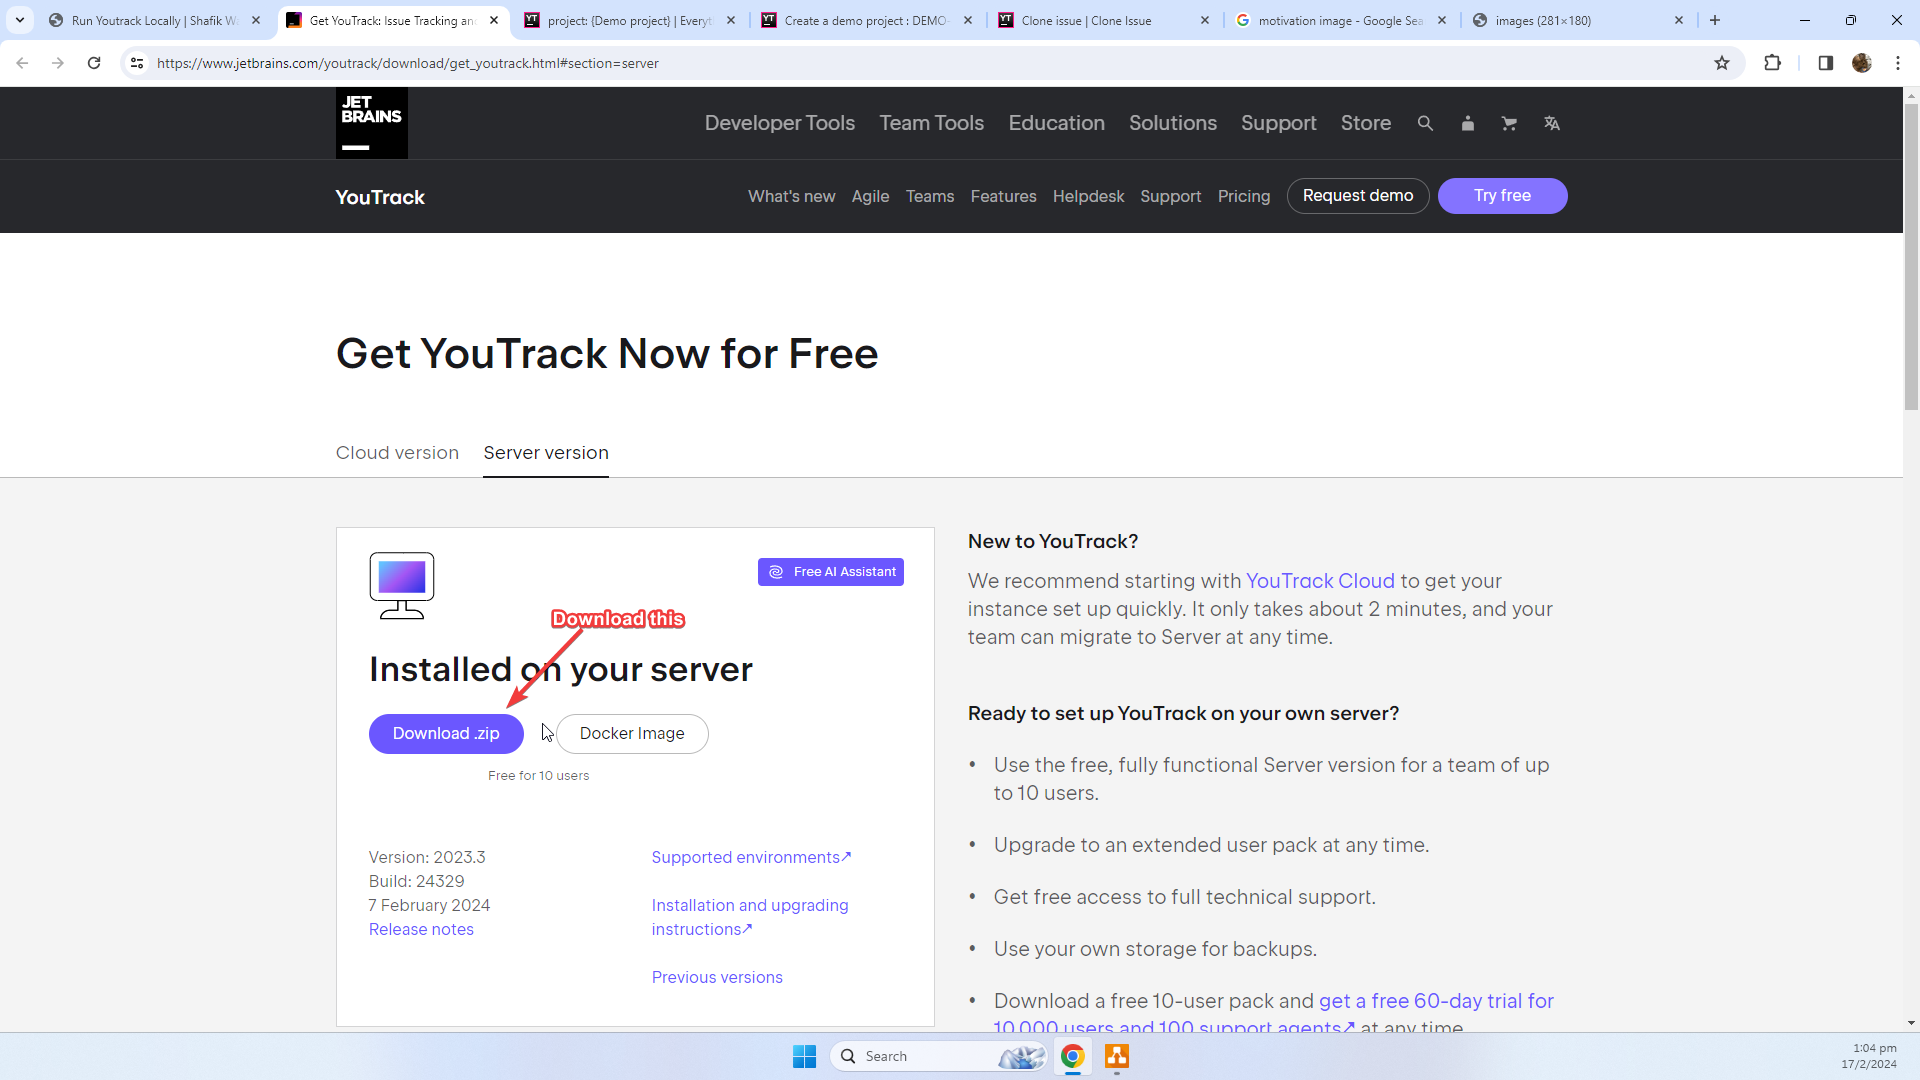 Run Youtrack Locally | Shafik Wa
Get YouTrack: Issue Tracking an
project: {Demo project} | Everyt
Create a demo project : DEMO-
Clone issue | Clone Issue
motivation image - Google Sea
images (281×180)
https://www.jetbrains.com/youtrack/download/get_youtrack.html#section=server
JET
BRAINS
Developer Tools
Team Tools
Education
Solutions
Support
Store
YouTrack
What's new
Agile
Teams
Features
Helpdesk
Support
Pricing
Request demo
Try free
Get YouTrack Now for Free
Cloud version
Server version
Free AI Assistant
Download this
Installed on your server
Download .zip
Docker Image
Free for 10 users
Version: 2023.3
Build: 24329
7 February 2024
Release notes
Supported environments↗
Installation and upgrading
instructions↗
Previous versions
New to YouTrack?
We recommend starting with YouTrack Cloud to get your
instance set up quickly. It only takes about 2 minutes, and your
team can migrate to Server at any time.
Ready to set up YouTrack on your own server?
• Use the free, fully functional Server version for a team of up
to 10 users.
• Upgrade to an extended user pack at any time.
• Get free access to full technical support.
• Use your own storage for backups.
• Download a free 10-user pack and get a free 60-day trial for
10,000 users and 100 support agents↗ at any time
Search
1:04 pm
17/2/2024